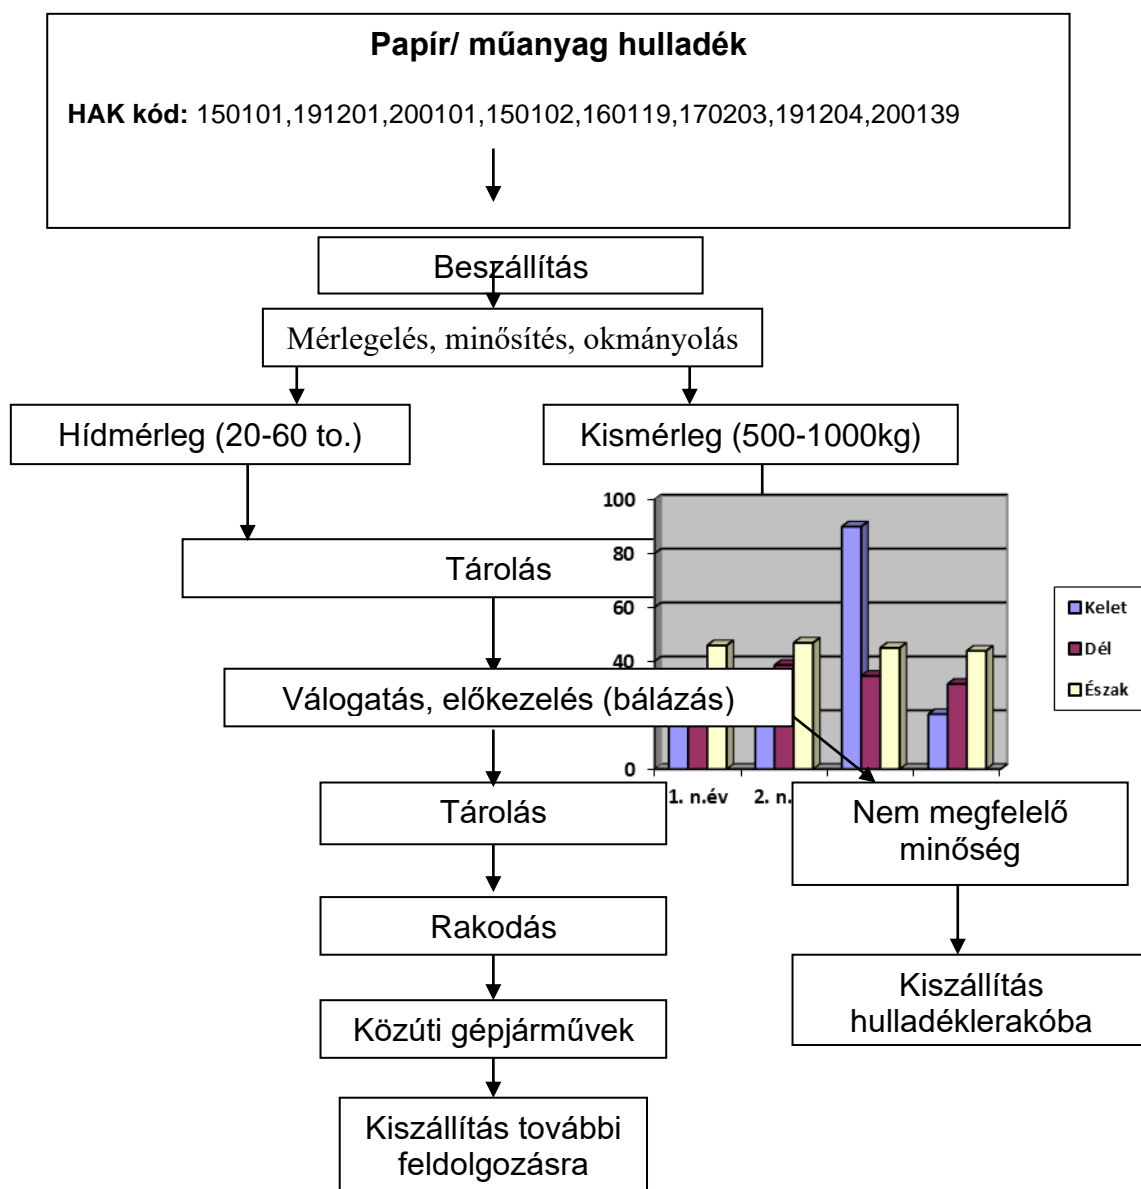 Papír/ műanyag hulladék
HAK kód: 150101,191201,200101,150102,160119,170203,191204,200139
Beszállítás
Mérlegelés, minősítés, okmányolás
Hídmérleg (20-60 to.)
Kismérleg (500-1000kg)
100
80
60
40
0
Tárolás
Kelet
Dél
Észak
Válogatás, előkezelés (bálázás)
1. n.év
2. n.
Tárolás
Nem megfelelő
minőség
Rakodás
Kiszállítás
hulladéklerakóba
Közúti gépjárművek
Kiszállítás további
feldolgozásra